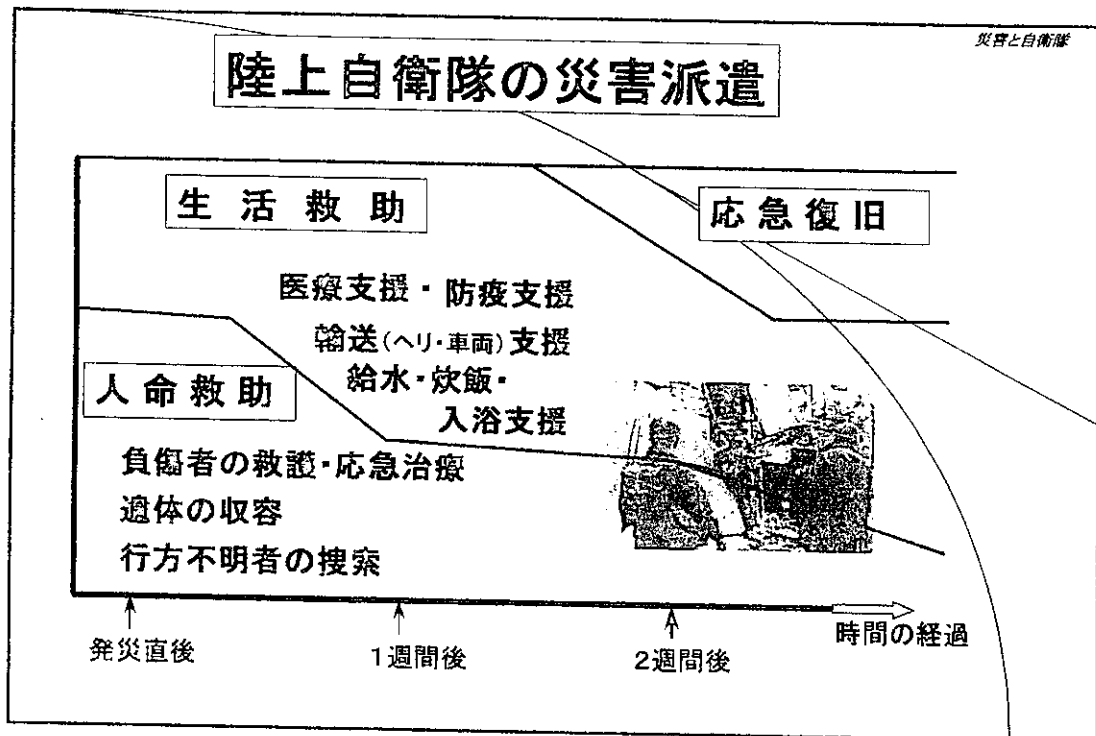 災害と自衛隊
陸上自衛隊の災害派遣
生活救助
応急復旧
医療支援・防疫支援
輸送(ヘリ・車両)支援
給水・炊飯・
入浴支援
人命救助
負傷者の救護・応急治療
遺体の収容
行方不明者の捜索
発災直後
1週間後
2週間後
時間の経過